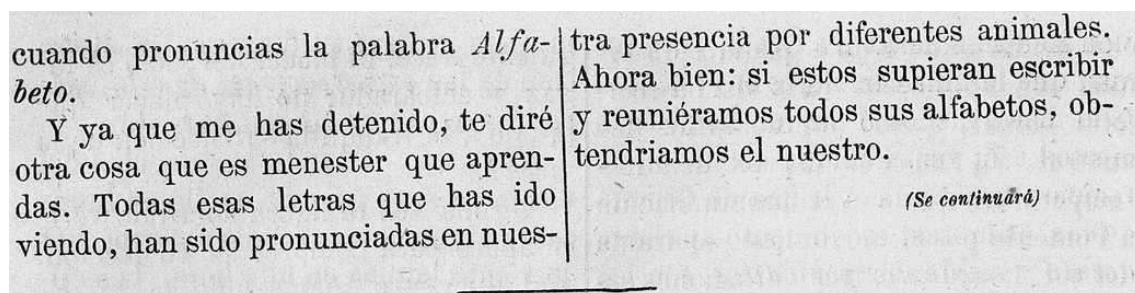 cuando pronuncias la palabra Alfa-
beto.
Y ya que me has detenido, te diré
otra cosa que es menester que apren-
das. Todas esas letras que has ido
viendo, han sido pronunciadas en nues-
tra presencia por diferentes animales.
Ahora bien: si estos supieran escribir
y reuniéramos todos sus alfabetos, ob-
tendriamos el nuestro.
(Se continuará)